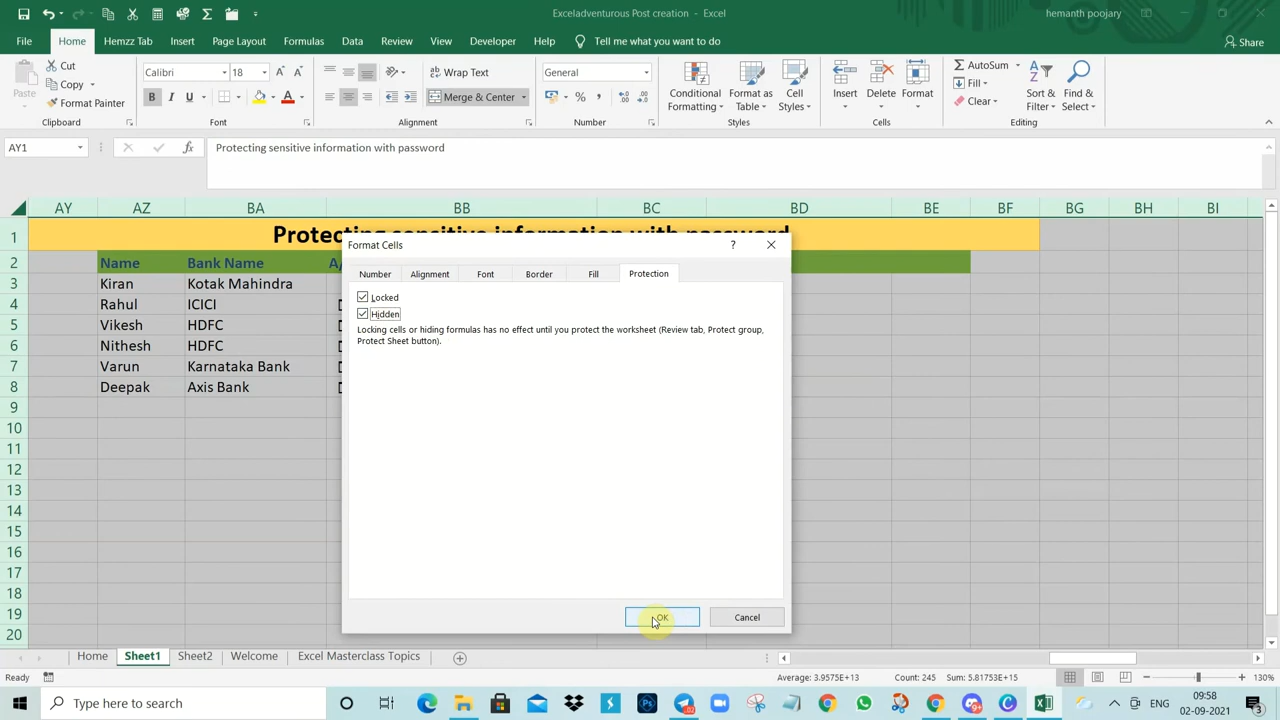 Exceladventurous Post creation - Excel
hemanth poojary
File Home Hemzz Tab Insert Page Layout Formulas Data Review View Developer Help Tell me what you want to do Share
Paste
Cut
Copy
Format Painter
Clipboard
Calibri 18
B I U
Font
Wrap Text
Merge & Center
Alignment
General
Number
Conditional Formatting
Format as Table
Cell Styles
Styles
Insert Delete Format
Cells
AutoSum
Fill
Clear
Sort & Filter
Find & Select
Editing
AY1
Protecting sensitive information with password
AY AZ BA BB BC BD BE BF BG BH BI
1 Protecting sensitive information with password
2 Name Bank Name
3 Kiran Kotak Mahindra
4 Rahul ICICI
5 Vikesh HDFC
6 Nithesh HDFC
7 Varun Karnataka Bank
8 Deepak Axis Bank
9
10
11
12
13
14
15
16
17
18
19
20
Format Cells ?
Number Alignment Font Border Fill Protection
Locked
Hidden
Locking cells or hiding formulas has no effect until you protect the worksheet (Review tab, Protect group,
Protect Sheet button).
OK Cancel
Home Sheet1 Sheet2 Welcome Excel Masterclass Topics
Ready
Average: 3.9575E+13 Count: 245 Sum: 5.81753E+15
130%
Type here to search
ENG
09:58
02-09-2021
3